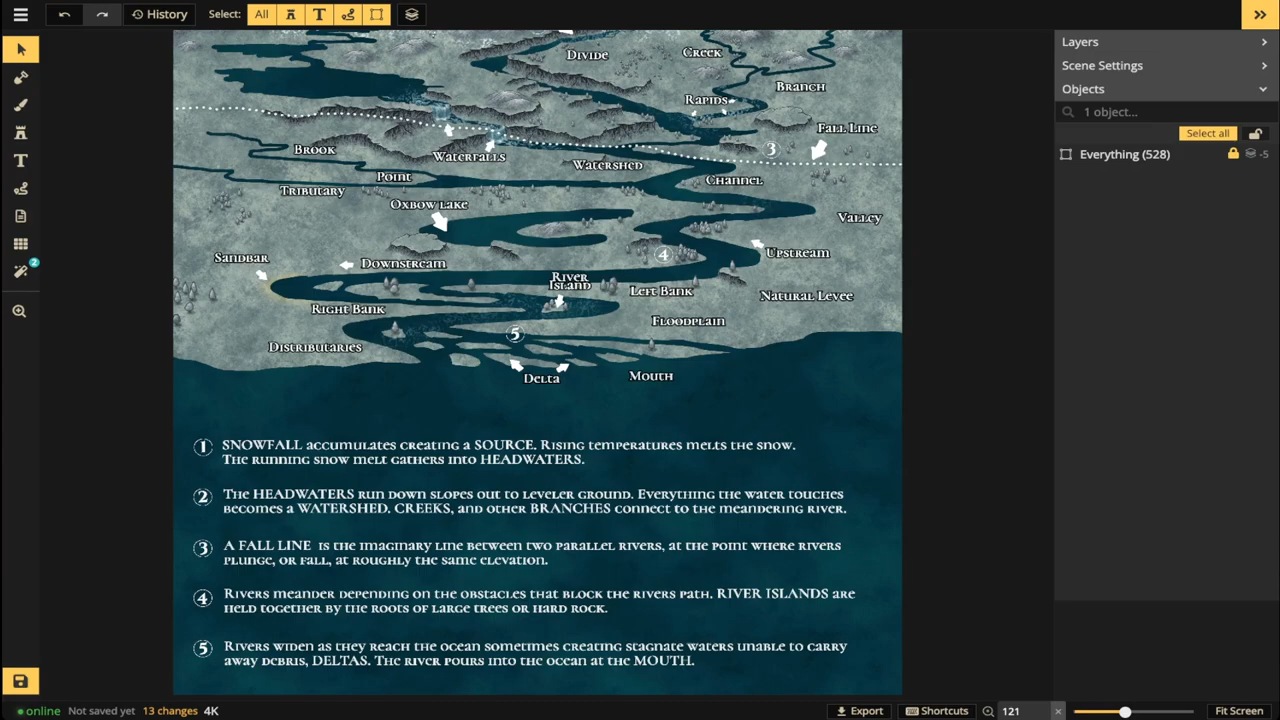 History
Select:
All
T
Layers
Scene Settings
Objects
1 object...
Select all
Everything (528)
-5
T
2
Divide
Creek
Branch
Rapids
Fall Line
3
Brook
Waterfalls
Watershed
Point
Channel
Tributary
Oxbow Lake
Valley
4
Upstream
Sandbar
Downstream
River
Island
Left Bank
Natural Levee
Right Bank
Floodplain
5
Distributaries
Delta
Mouth
1 SNOWFALL accumulates creating a SOURCE. Rising temperatures melts the snow.
The running snow melt gathers into HEADWATERS.
2 The HEADWATERS run down slopes out to leveler ground. Everything the water touches
becomes a WATERSHED. CREEKS, and other BRANCHES connect to the meandering river.
3 A FALL LINE is the imaginary line between two parallel rivers, at the point where rivers
plunge, or fall, at roughly the same elevation.
4 Rivers meander depending on the obstacles that block the rivers path. RIVER ISLANDS are
held together by the roots of large trees or hard rock.
5 Rivers widen as they reach the ocean sometimes creating stagnate waters unable to carry
away debris, DELTAS. The river pours into the ocean at the MOUTH.
online
Not saved yet
13 changes
4K
Export
Shortcuts
121
Fit Screen